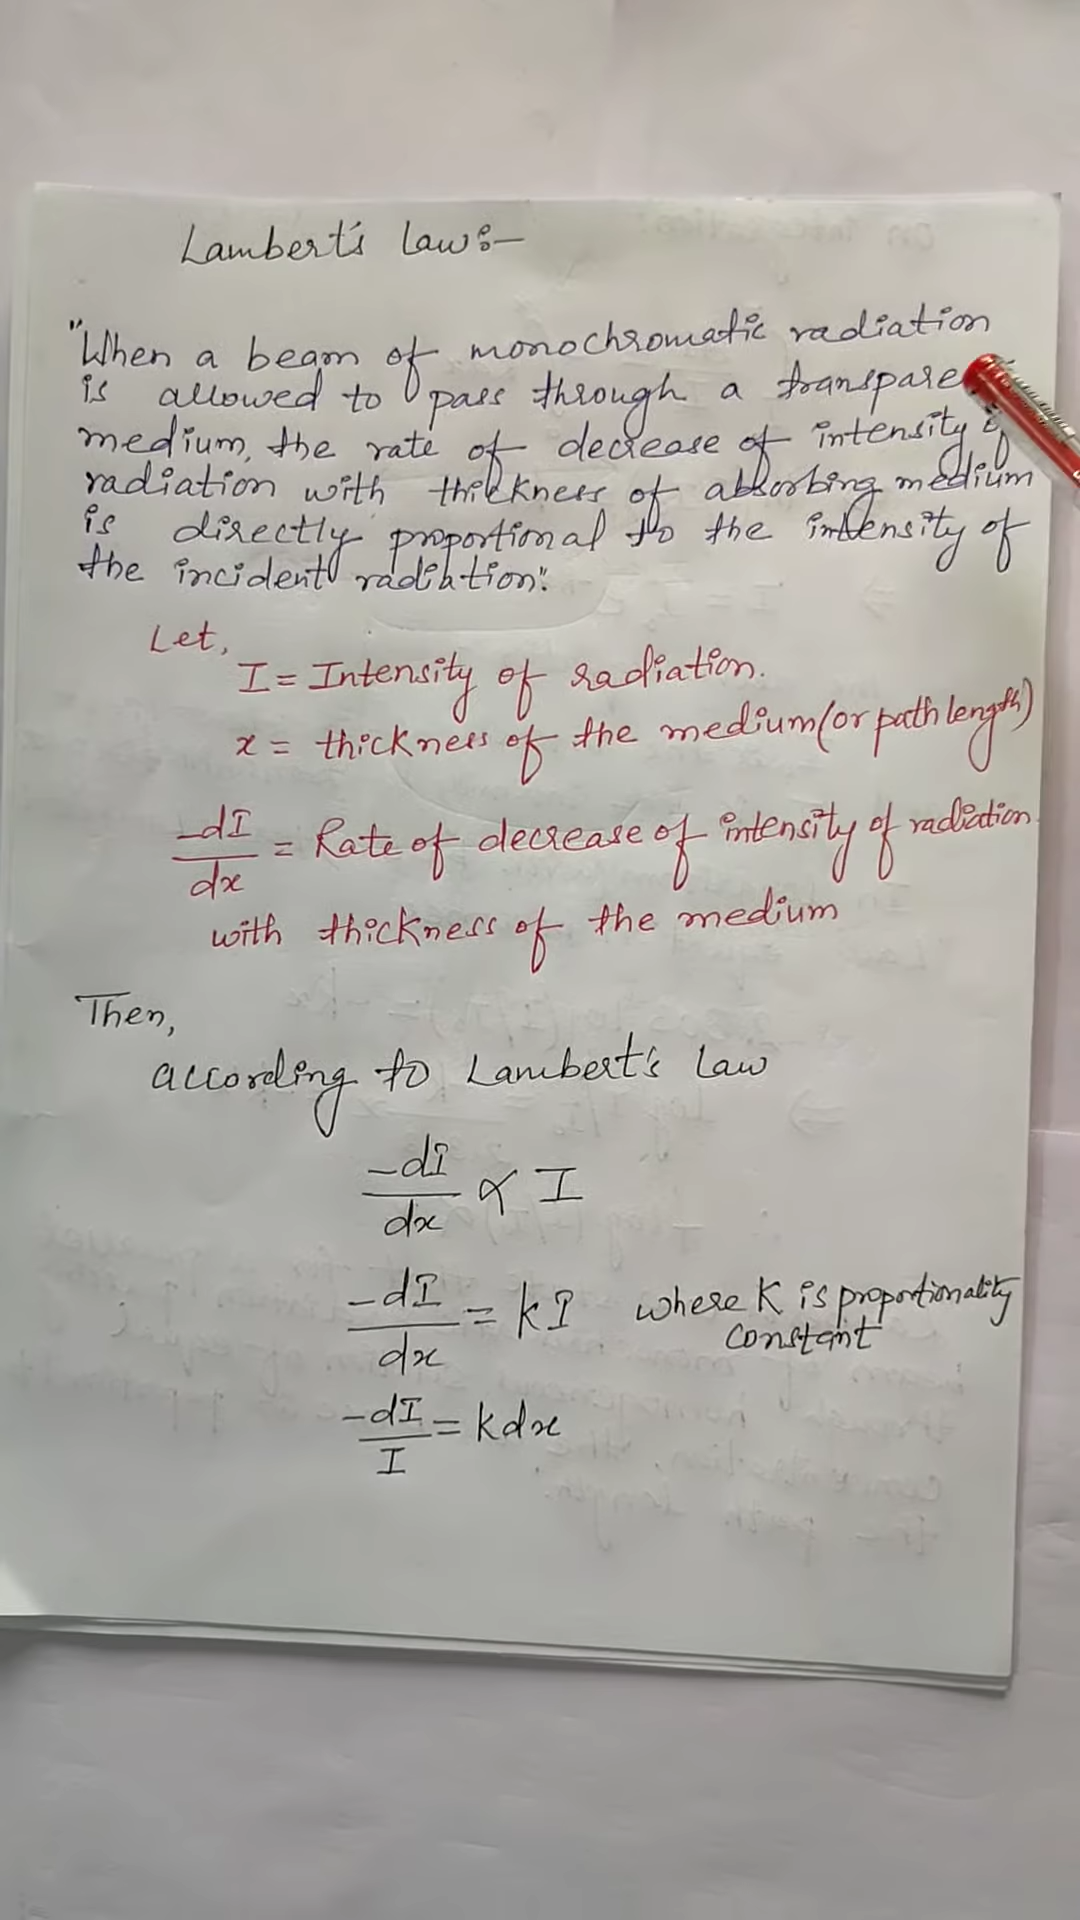 Lambert's Law:-
"When a beam of monochromatic radiation
is allowed to pass through a transpare
medium, the rate of decrease of intensity of
radiation with thickness of absorbing medium
is directly proportional to the intensity of
the incident radiation".
Let,
I = Intensity of radiation.
x = thickness of the medium (or path length)
-dI/dx = Rate of decrease of intensity of radiation
with thickness of the medium
Then,
according to Lambert's Law
-dI/dx ∝ I
-dI/dx = kI where K is proportionality
constant
-dI/I = kdx